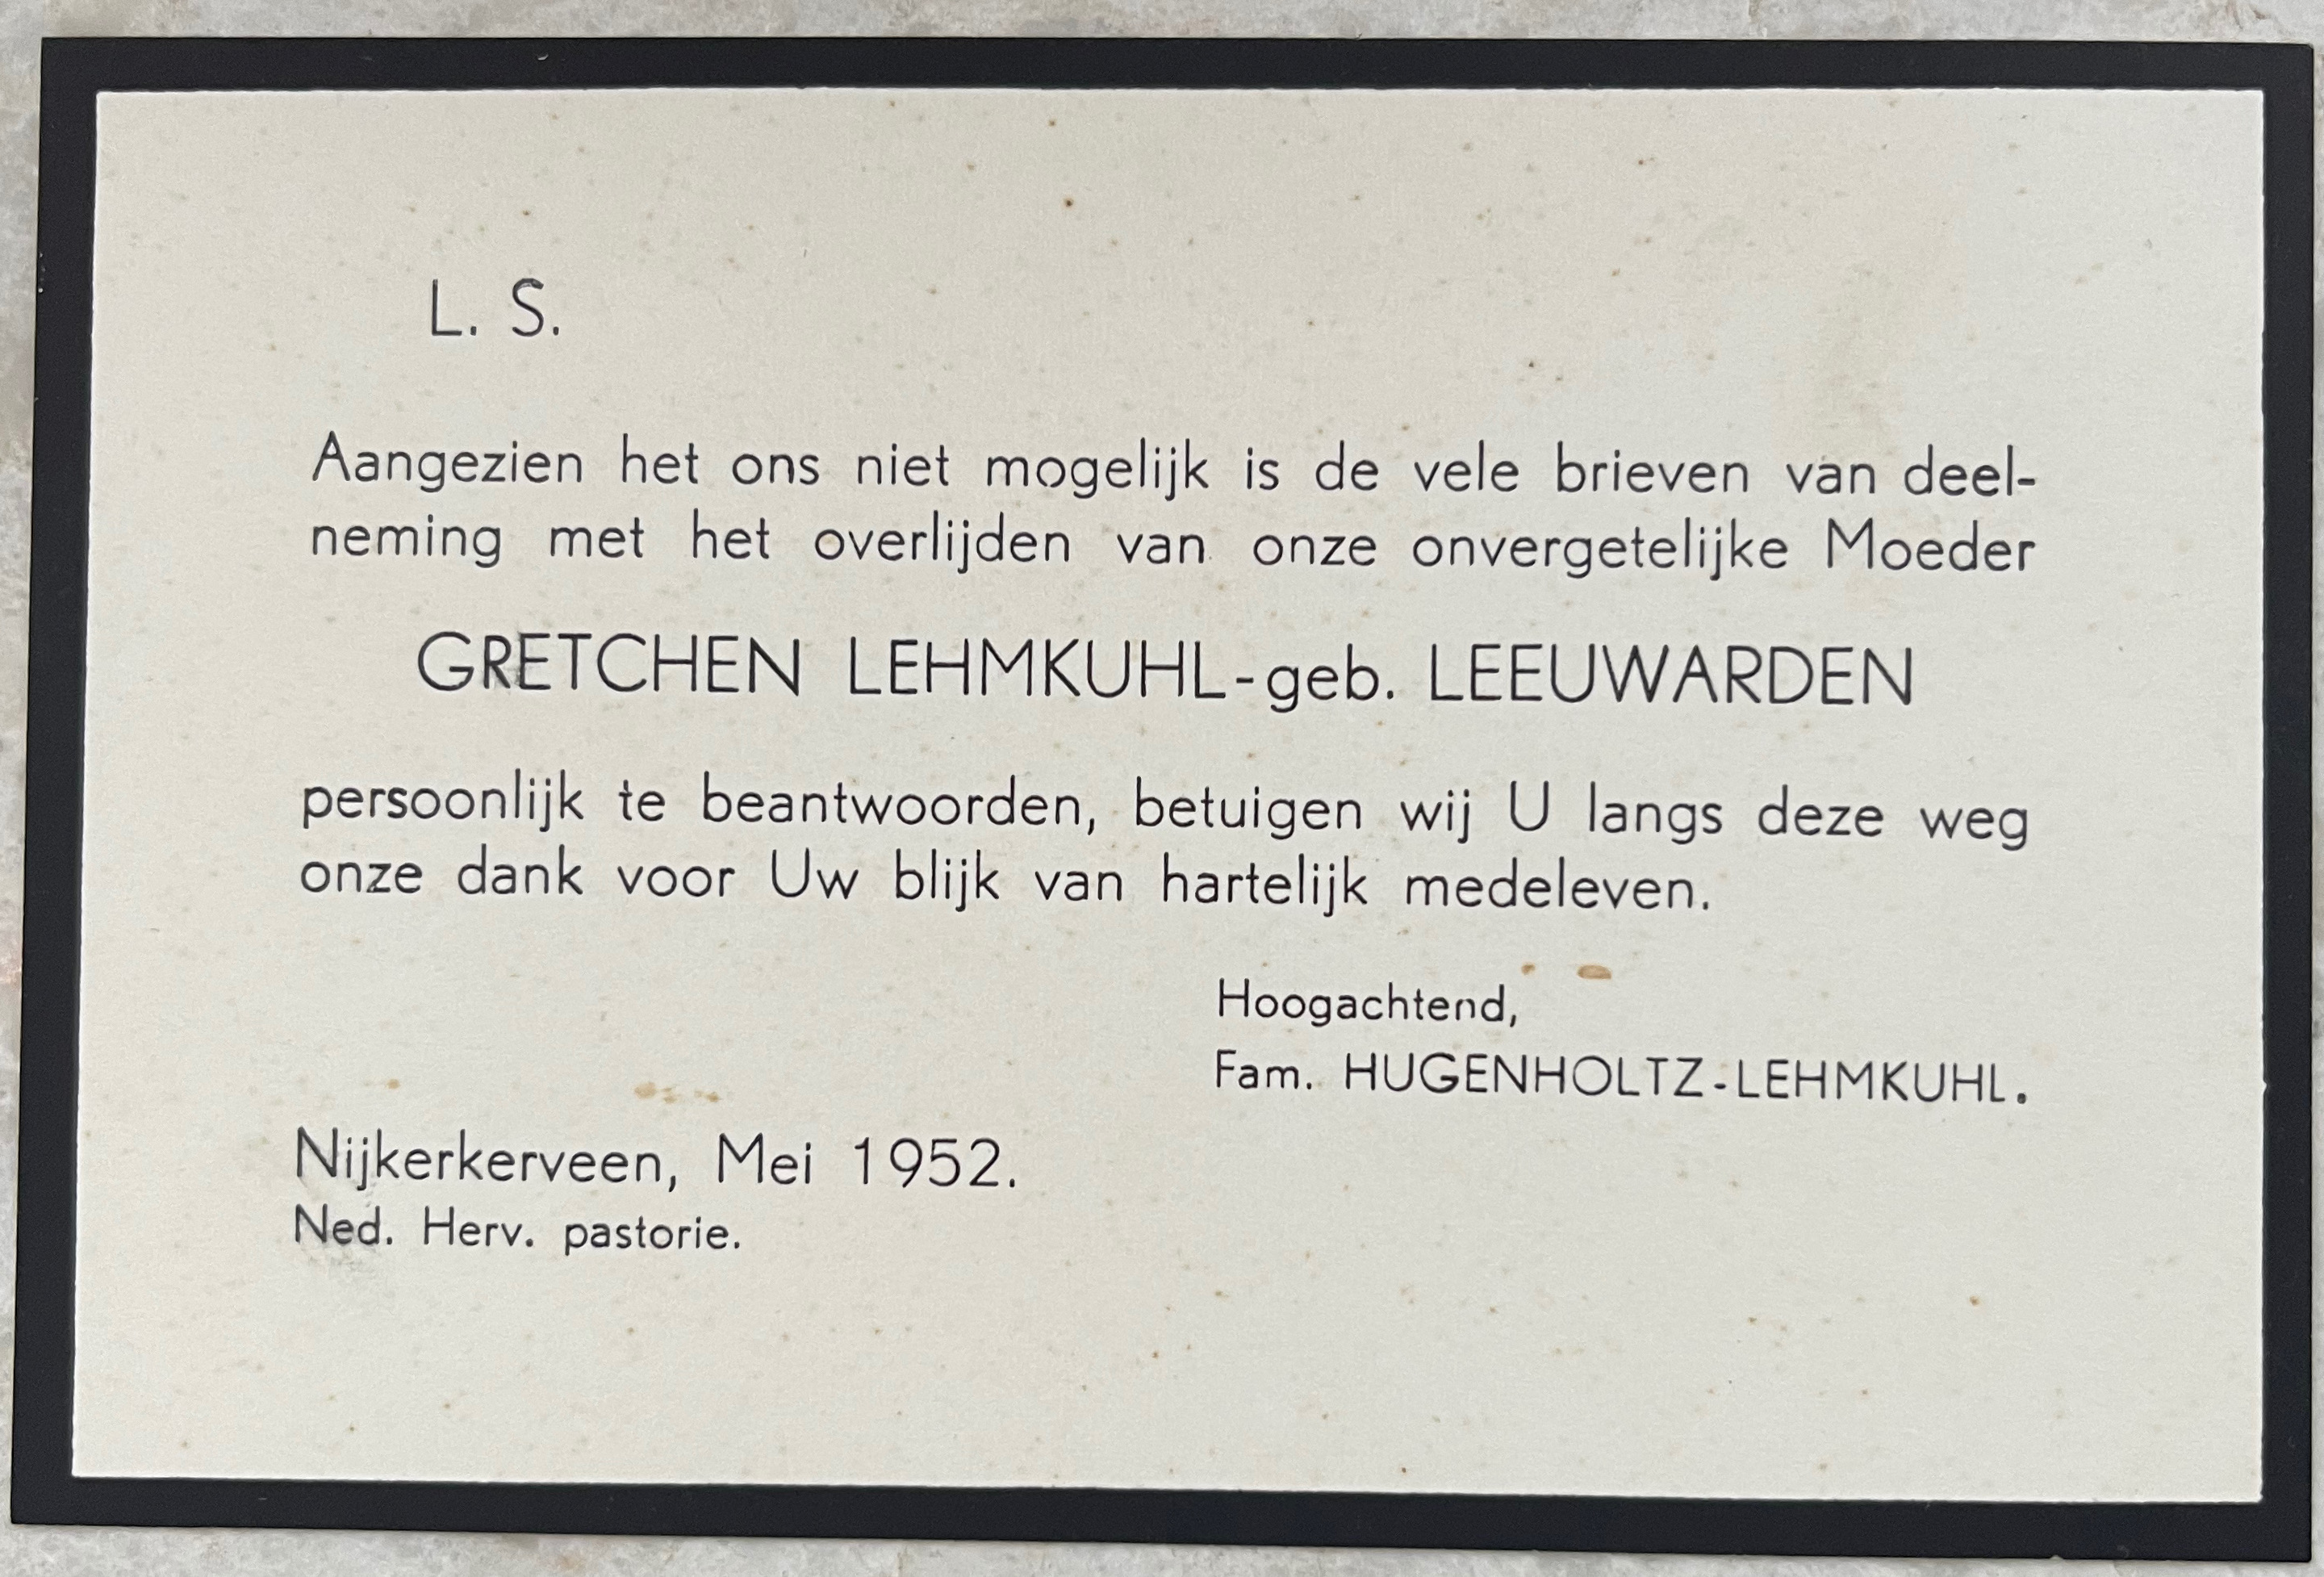 L. S.
Aangezien het ons niet mogelijk is de vele brieven van deel-
neming met het overlijden van onze onvergetelijke Moeder
GRETCHEN LEHMKUHL-geb. LEEUWARDEN
persoonlijk te beantwoorden, betuigen wij U langs deze weg
onze dank voor Uw blijk van hartelijk medeleven.
Hoogachtend,
Fam. HUGENHOLTZ-LEHMKUHL.
Nijkerkerveen, Mei 1952.
Ned. Herv. pastorie.